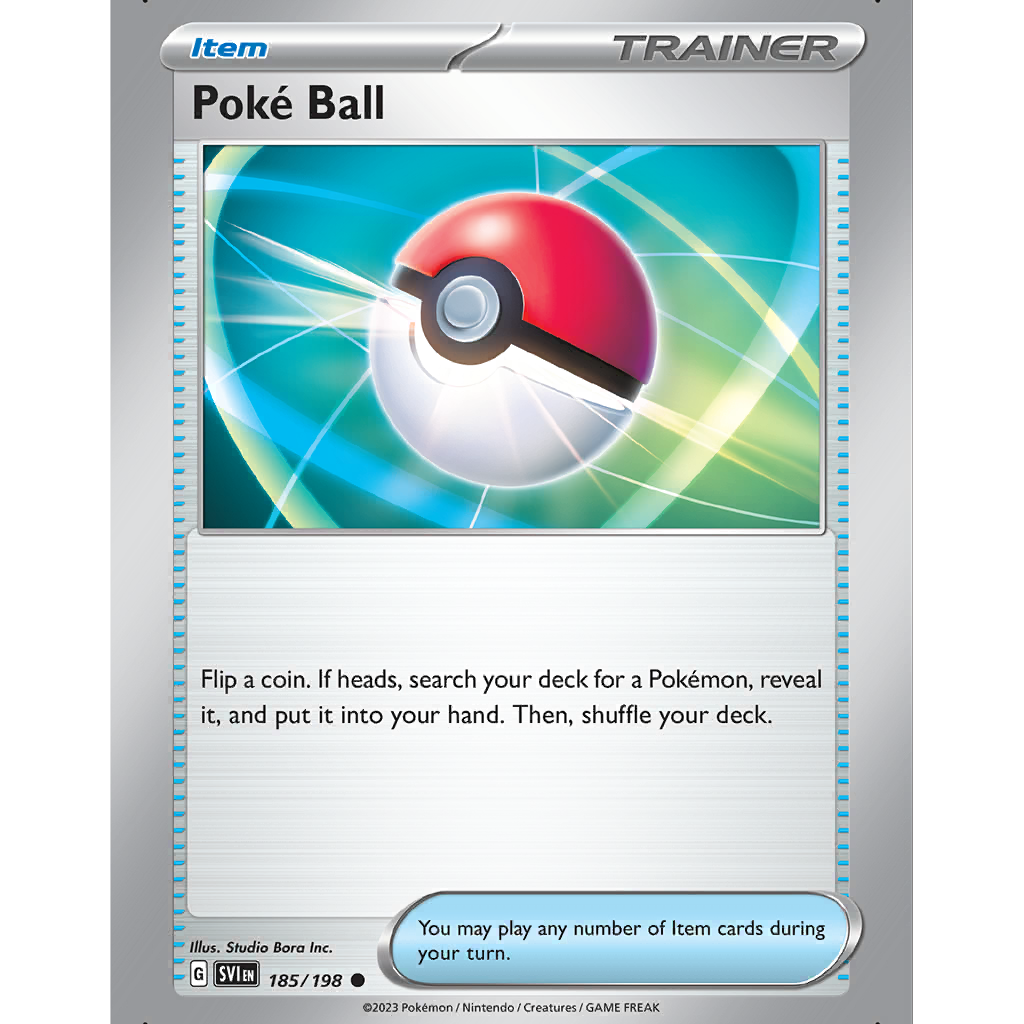 Item
TRAINER
Poké Ball
Flip a coin. If heads, search your deck for a Pokémon, reveal
it, and put it into your hand. Then, shuffle your deck.
You may play any number of Item cards during
your turn.
Illus. Studio Bora Inc.
G SVI EN 185/198
©2023 Pokémon / Nintendo / Creatures / GAME FREAK